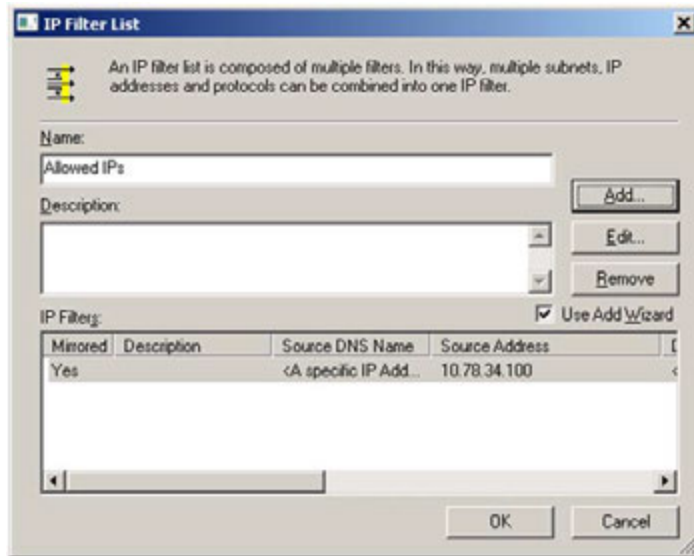 IP Filter List
An IP filter list is composed of multiple filters. In this way, multiple subnets, IP
addresses and protocols can be combined into one IP filter.
Name:
Allowed IPs
Add...
Description:
Edit...
Remove
IP Filters:
Use Add Wizard
Mirrored Description Source DNS Name Source Address
Yes <A specific IP Add... 10.78.34.100 <
OK Cancel